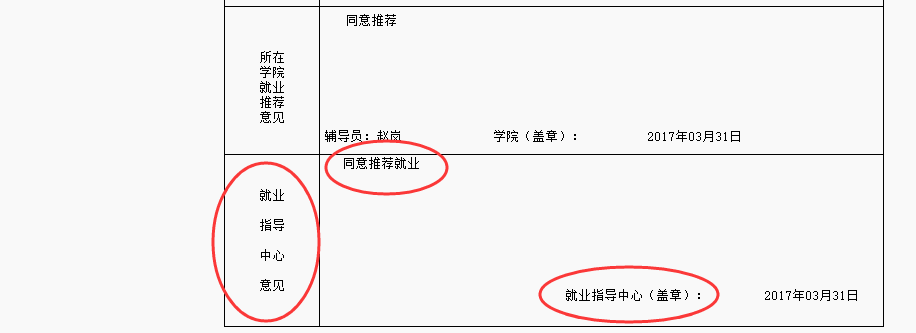 同意推荐
所在
学院
就业
推荐
意见
辅导员：赵岗 学院（盖章）： 2017年03月31日
同意推荐就业
就业
指导
中心
意见
就业指导中心（盖章）： 2017年03月31日